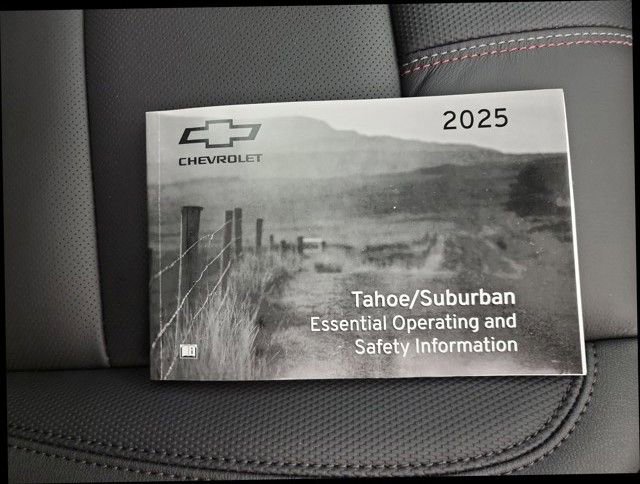 2025
CHEVROLET
Tahoe/Suburban
Essential Operating and
Safety Information